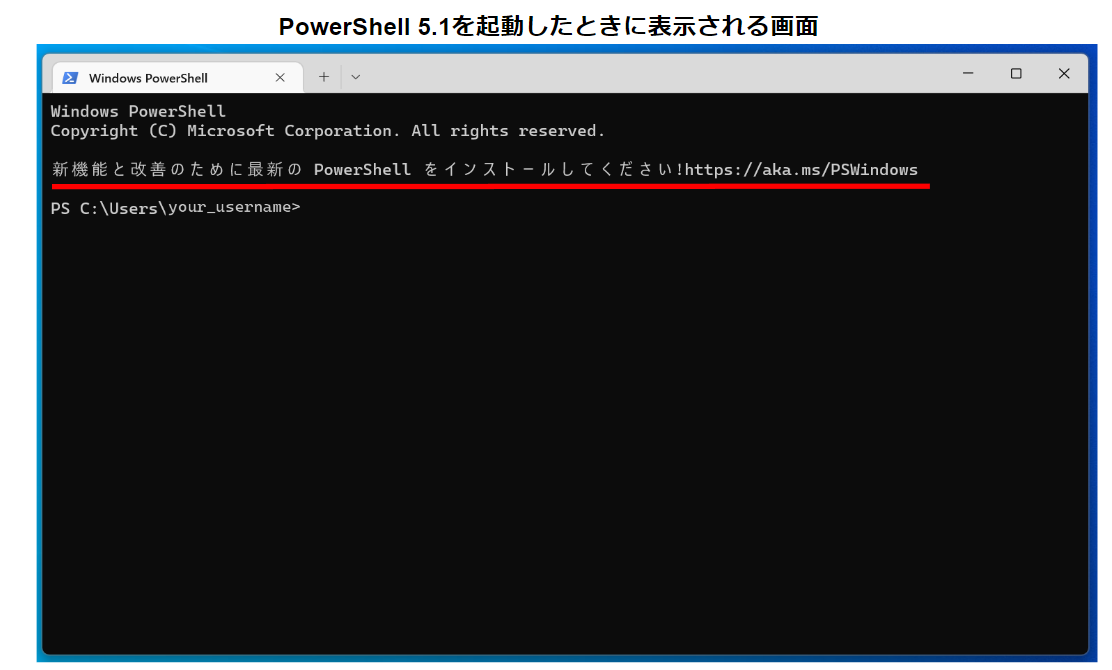 PowerShell 5.1を起動したときに表示される画面
Windows PowerShell
Windows PowerShell
Copyright (C) Microsoft Corporation. All rights reserved.
新機能と改善のために最新の PowerShell をインストールしてください!https://aka.ms/PSWindows
PS C:\Users\your_username>